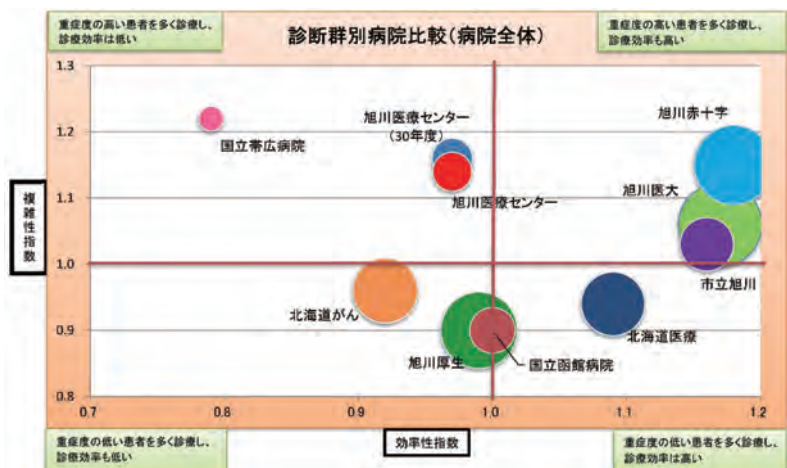 重症度の高い患者を多く診療し、
診療効率は低い
診断群別病院比較(病院全体)
重症度の高い患者を多く診療し、
診療効率も高い
1.3
1.2
1.1
1.0
0.9
0.8
複雑性指数
国立帯広病院
旭川医療センター
(30年度)
旭川医療センター
旭川赤十字
旭川医大
市立旭川
北海道がん
旭川厚生
国立函館病院
北海道医療
0.7
0.8
0.9
1.0
1.1
1.2
重症度の低い患者を多く診療し、
診療効率も低い
効率性指数
重症度の低い患者を多く診療し、
診療効率は高い